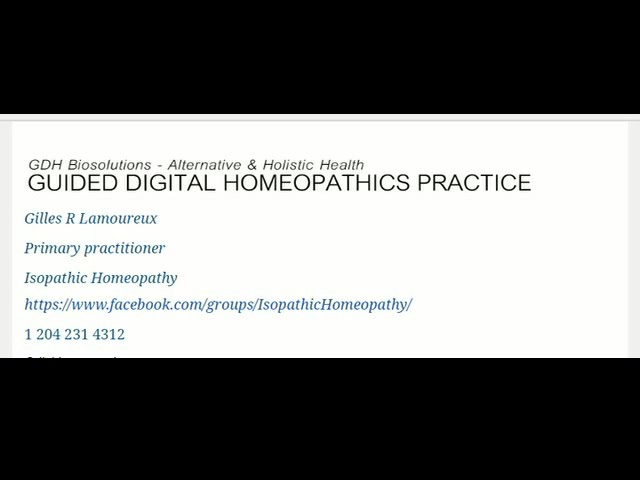 GDH Biosolutions - Alternative & Holistic Health
GUIDED DIGITAL HOMEOPATHICS PRACTICE
Gilles R Lamoureux
Primary practitioner
Isopathic Homeopathy
https://www.facebook.com/groups/IsopathicHomeopathy/
1 204 231 4312